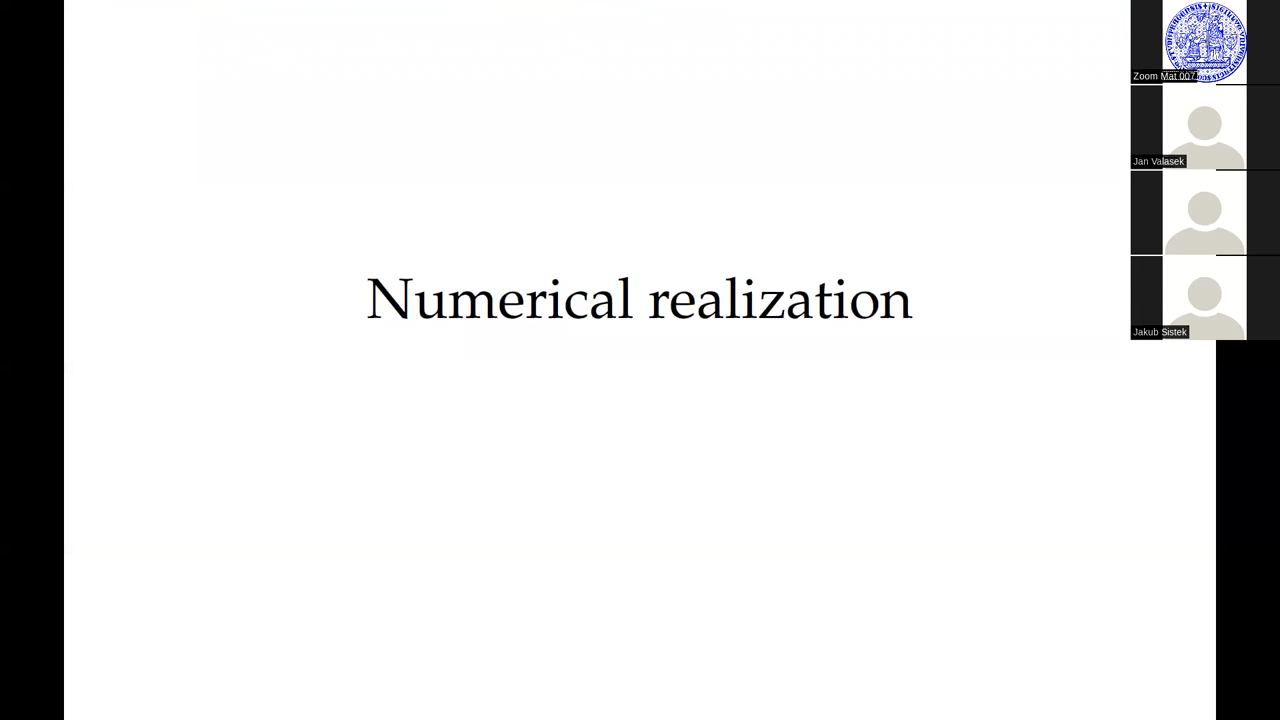 Numerical realization
Zoom Mat 007
Jan Valasek
Jakub Sistek